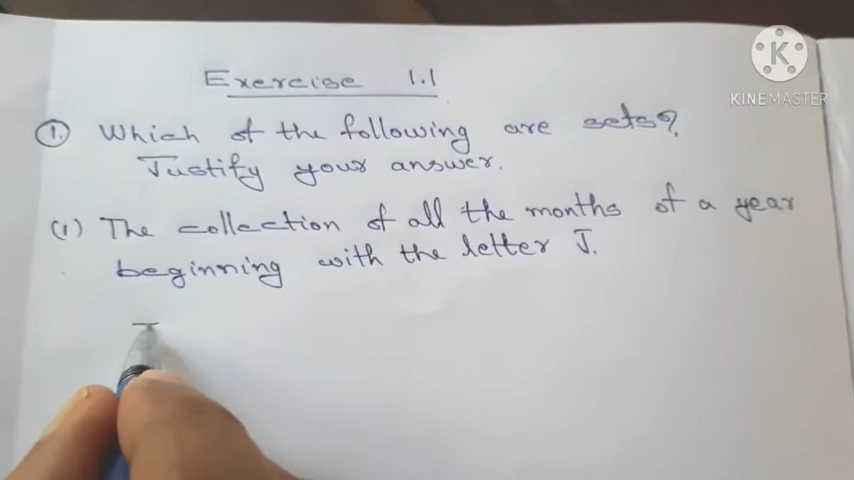 K
KINEMASTER
Exercise 1.1
1. Which of the following are sets?
Justify your answer.
(1) The collection of all the months of a year
beginning with the letter J.